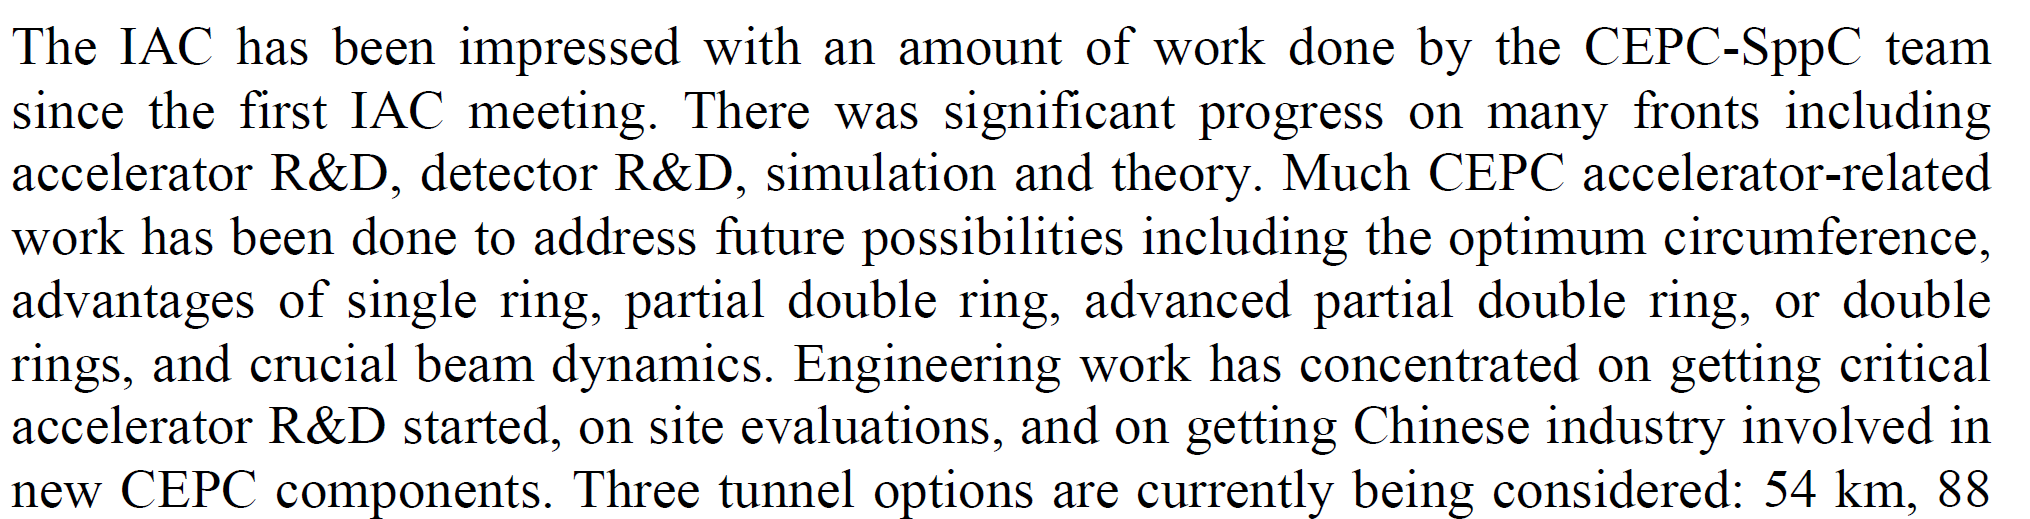 The IAC has been impressed with an amount of work done by the CEPC-SppC team
since the first IAC meeting. There was significant progress on many fronts including
accelerator R&D, detector R&D, simulation and theory. Much CEPC accelerator-related
work has been done to address future possibilities including the optimum circumference,
advantages of single ring, partial double ring, advanced partial double ring, or double
rings, and crucial beam dynamics. Engineering work has concentrated on getting critical
accelerator R&D started, on site evaluations, and on getting Chinese industry involved in
new CEPC components. Three tunnel options are currently being considered: 54 km, 88